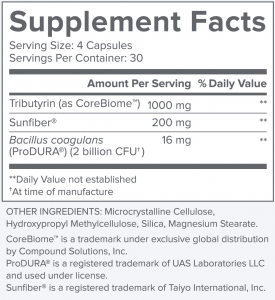 Supplement Facts
Serving Size: 4 Capsules
Servings Per Container: 30
Amount Per Serving % Daily Value
Tributyrin (as CoreBiome™) 1000 mg **
Sunfiber® 200 mg **
Bacillus coagulans 16 mg **
(ProDURA®) (2 billion CFU†)
**Daily Value not established
†At time of manufacture
OTHER INGREDIENTS: Microcrystalline Cellulose,
Hydroxypropyl Methylcellulose, Silica, Magnesium Stearate.
CoreBiome™ is a trademark under exclusive global distribution
by Compound Solutions, Inc.
ProDURA® is a registered trademark of UAS Laboratories LLC
and used under license.
Sunfiber® is a registered trademark of Taiyo International, Inc.